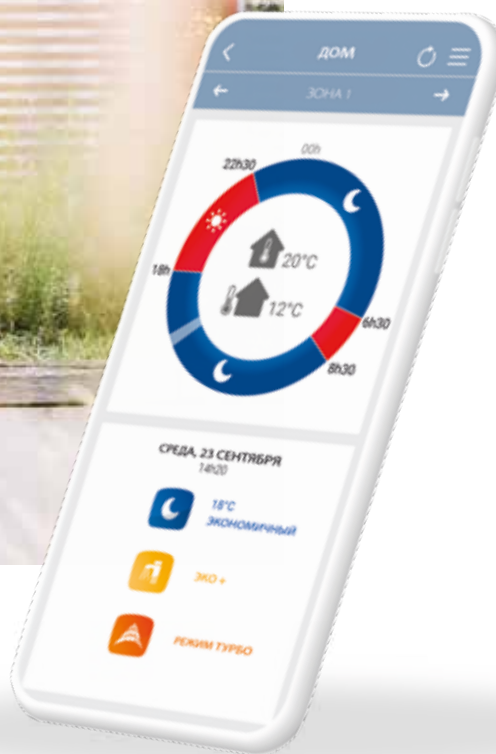 ДОМ
ЗОНА 1
00h
22h30
20°C
18h
12°C
6h30
8h30
СРЕДА, 23 СЕНТЯБРЯ
14h20
18°C
ЭКОНОМИЧНЫЙ
ЭКО +
РЕЖИМ ТУРБО